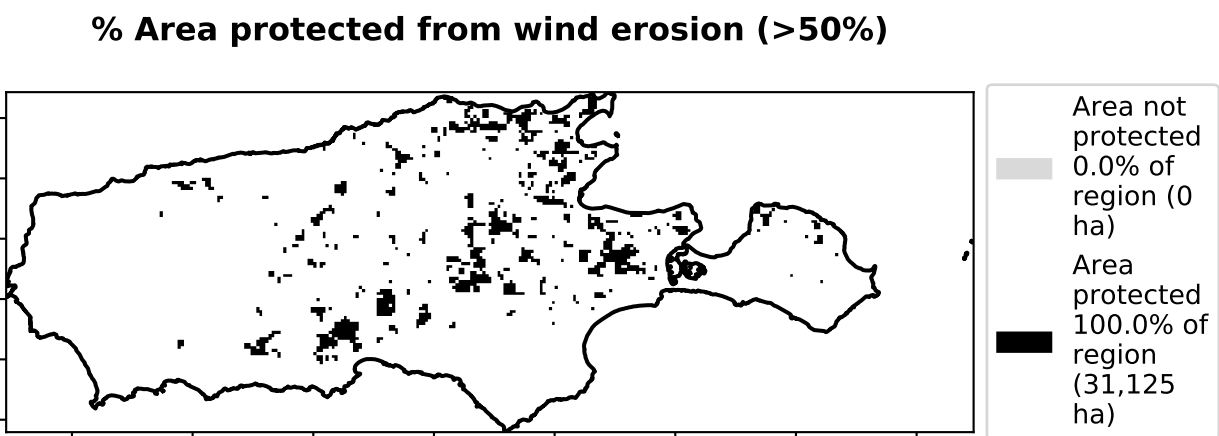 % Area protected from wind erosion (>50%)
Area not
protected
0.0% of
region (0
ha)
Area
protected
100.0% of
region
(31,125
ha)